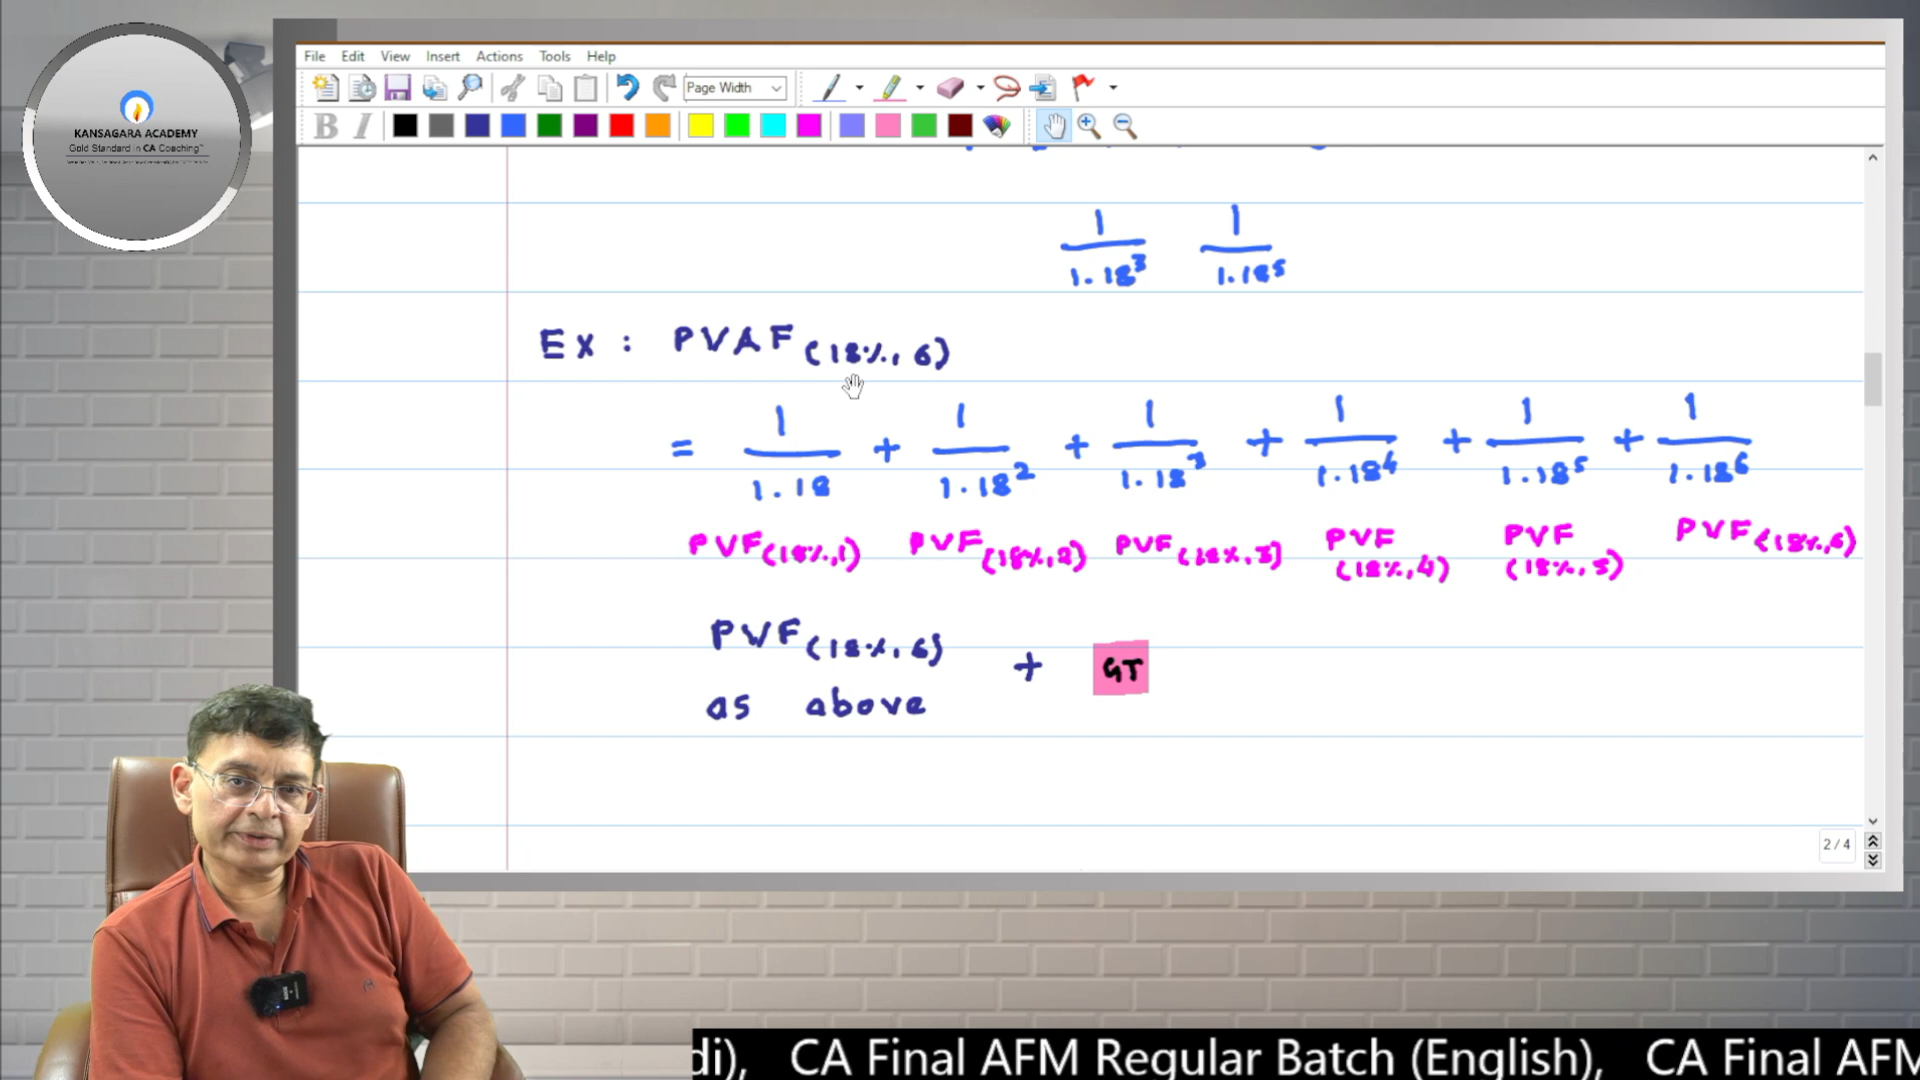 KANSAGARA ACADEMY
Gold Standard in CA Coaching™
File Edit View Insert Actions Tools Help
Page Width
B I
1 1
1.18³ 1.18⁵
Ex : PVAF(18%, 6)
= 1 + 1 + 1 + 1 + 1 + 1
1.18 1.18² 1.18³ 1.18⁴ 1.18⁵ 1.18⁶
PVF(18%,1) PVF(18%,2) PVF(18%,3) PVF(18%,4) PVF(18%,5) PVF(18%,6)
PVF(18%, 6) + GT
as above
2 / 4
di), CA Final AFM Regular Batch (English), CA Final AFM